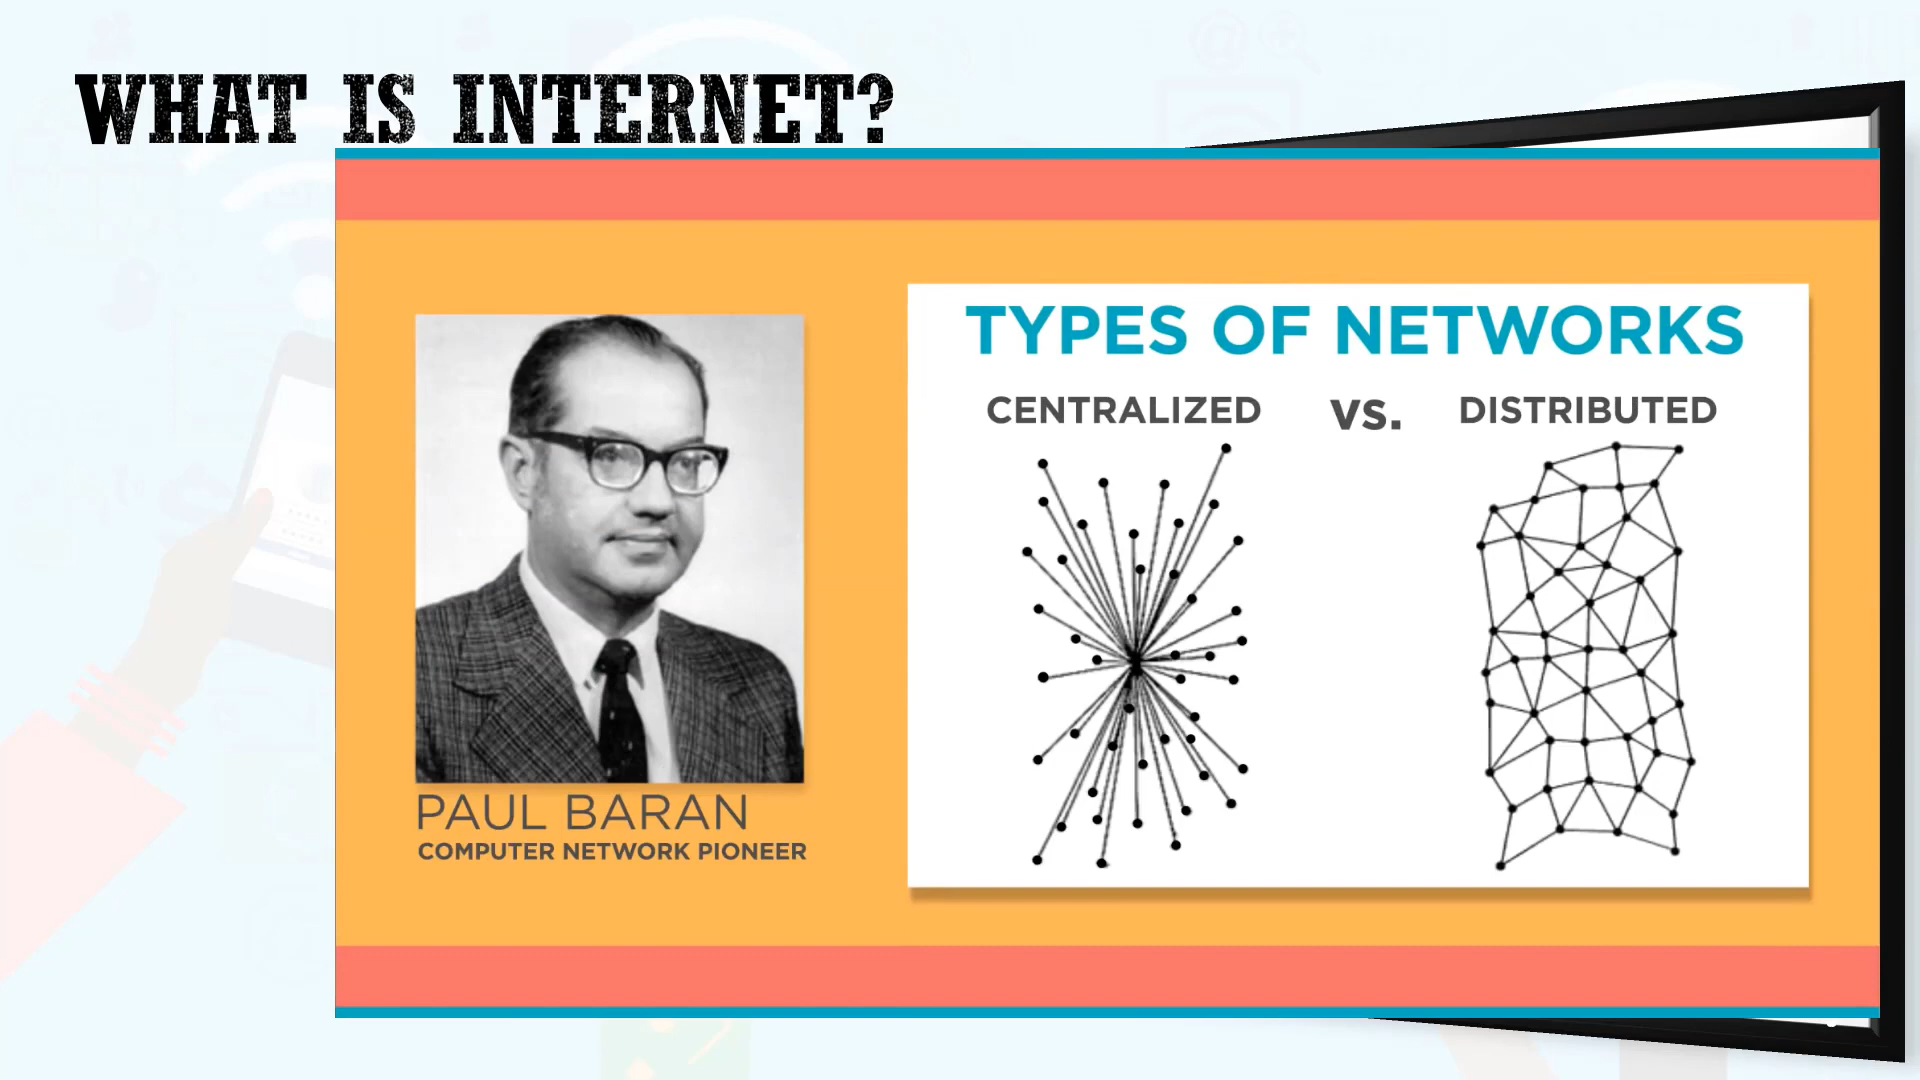 WHAT IS INTERNET?
TYPES OF NETWORKS
CENTRALIZED VS. DISTRIBUTED
PAUL BARAN
COMPUTER NETWORK PIONEER